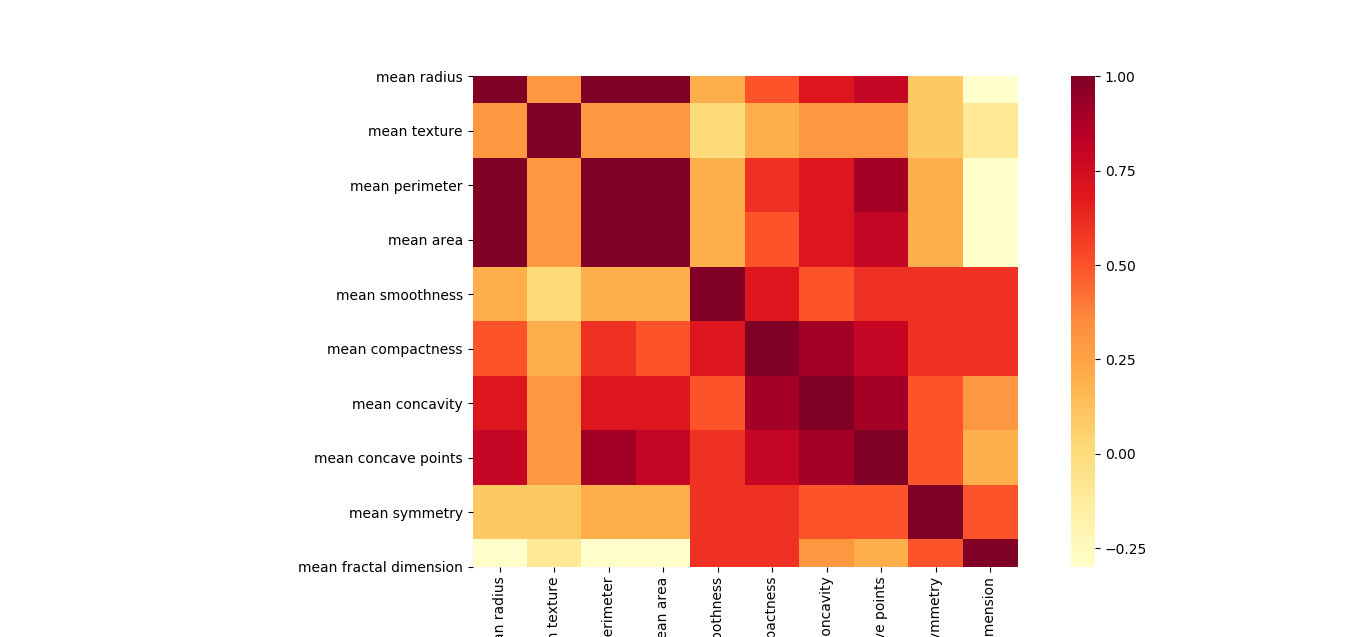 mean radius
mean texture
mean perimeter
mean area
mean smoothness
mean compactness
mean concavity
mean concave points
mean symmetry
mean fractal dimension
an radius
n texture
erimeter
ean area
oothness
pactness
oncavity
ve points
ymmetry
mension
1.00
0.75
0.50
0.25
0.00
−0.25